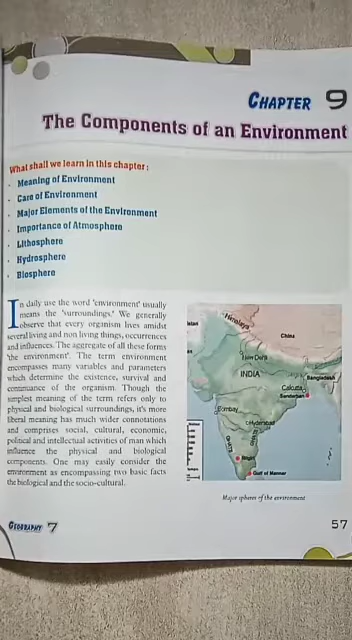 CHAPTER 9
The Components of an Environment
What shall we learn in this chapter:
Meaning of Environment
Care of Environment
Major Elements of the Environment
Importance of Atmosphere
Lithosphere
Hydrosphere
Biosphere
In daily use the word 'environment' usually
means the 'surroundings.' We generally
observe that every organism lives amidst
several living and non living things, occurrences
and influences. The aggregate of all these forms
'the environment'. The term environment
encompasses many variables and parameters
which determine the existence, survival and
continuance of the organism. Though the
simplest meaning of the term refers only to
physical and biological surroundings, it's more
liberal meaning has much wider connotations
and comprises social, cultural, economic,
political and intellectual activities of man which
influence the physical and biological
components. One may easily consider the
environment as encompassing two basic facts
the biological and the socio-cultural.
Himalaya
China
New Delhi
INDIA
Bangladesh
Calcutta
Sunderban
Bombay
Hyderabad
Gulf of Mannar
Major spheres of the environment
GEOGRAPHY 7
57